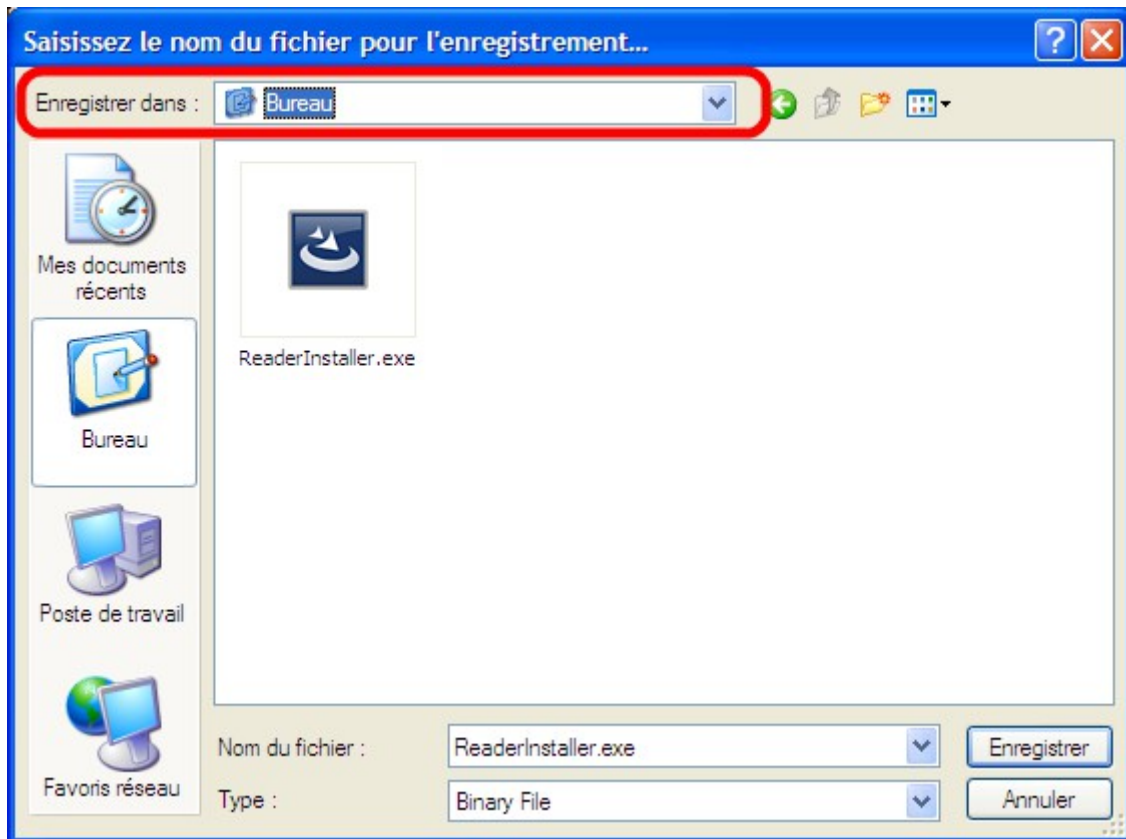 Saisissez le nom du fichier pour l'enregistrement...
Enregistrer dans :
Bureau
Mes documents
récents
Bureau
Poste de travail
Favoris réseau
ReaderInstaller.exe
Nom du fichier :
ReaderInstaller.exe
Enregistrer
Type :
Binary File
Annuler